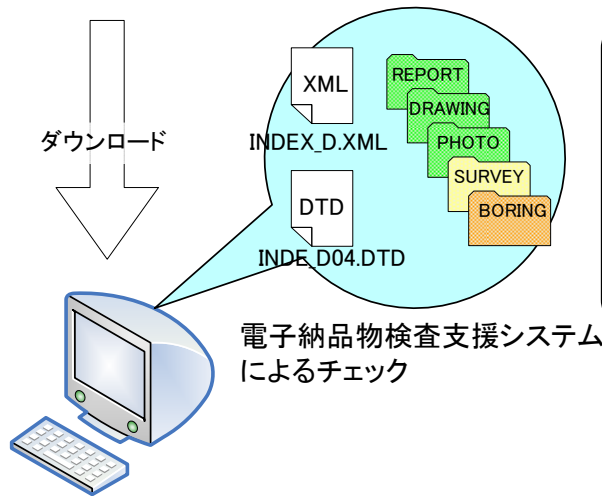 ダウンロード
XML
INDEX_D.XML
DTD
INDE_D04.DTD
REPORT
DRAWING
PHOTO
SURVEY
BORING
電子納品物検査支援システム
によるチェック